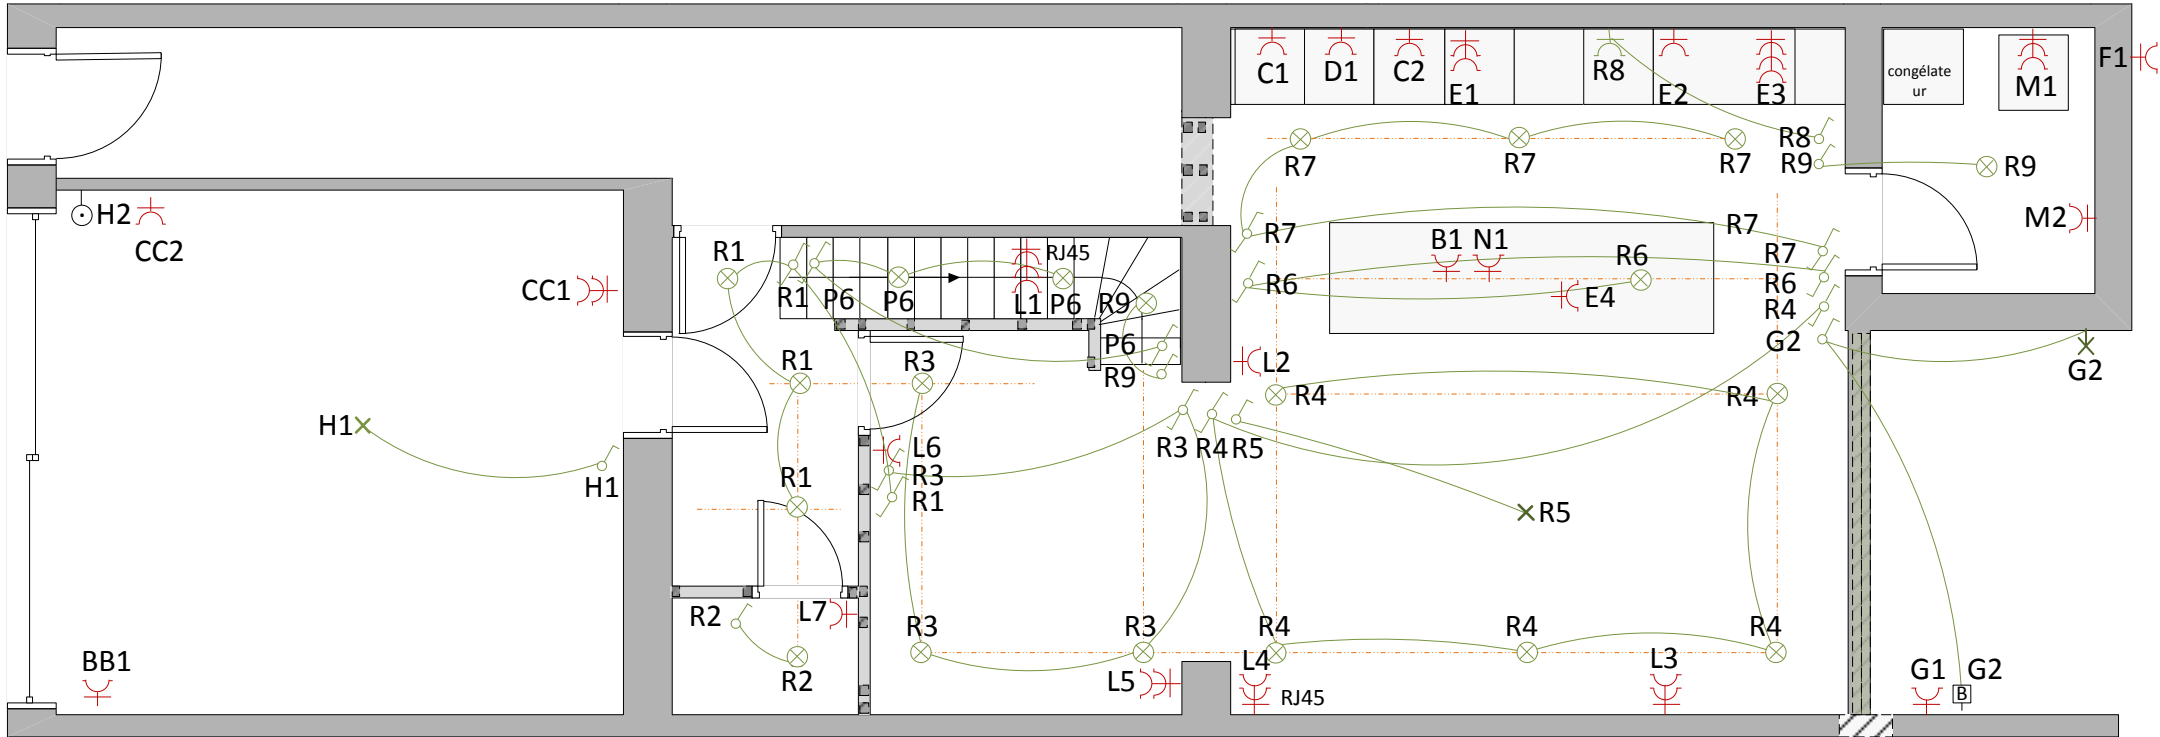 C1
D1
C2
E1
R8
E2
E3
congélate
ur
M1
F1
R7
R7
R7
R8
R9
R9
H2
CC2
M2
R7
R7
R7
B1
N1
R6
R6
R6
E4
R4
G2
G2
CC1
R1
R1
P6
P6
L1
RJ45
P6
R9
P6
R9
L2
R1
R3
R4
R4
H1
H1
R3
R4
R5
L6
R3
R1
R1
R5
R2
L7
R2
R3
R3
R4
R4
R4
L4
RJ45
L5
L3
BB1
G1
G2
B